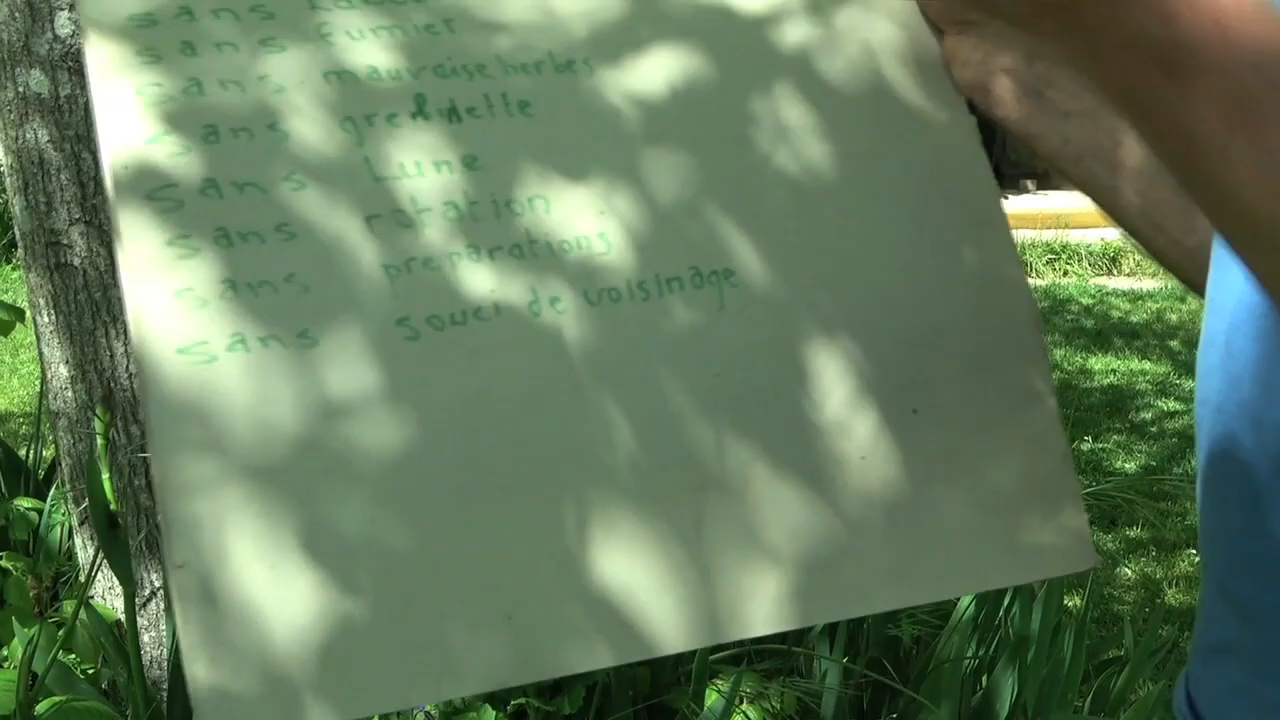 sans
sans fumier
sans mauvaise herbes
sans grelinette
sans Lune
sans rotation
sans preparations
sans souci de voisinage